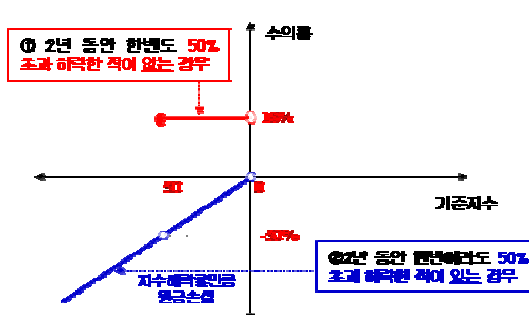 수익률
① 2년 동안 한번도 50%
초과 하락한 적이 없는 경우
기준지수
-50%
②2년 동안 한번이라도 50%
초과 하락한 적이 있는 경우
지수하락율만큼
원금손실